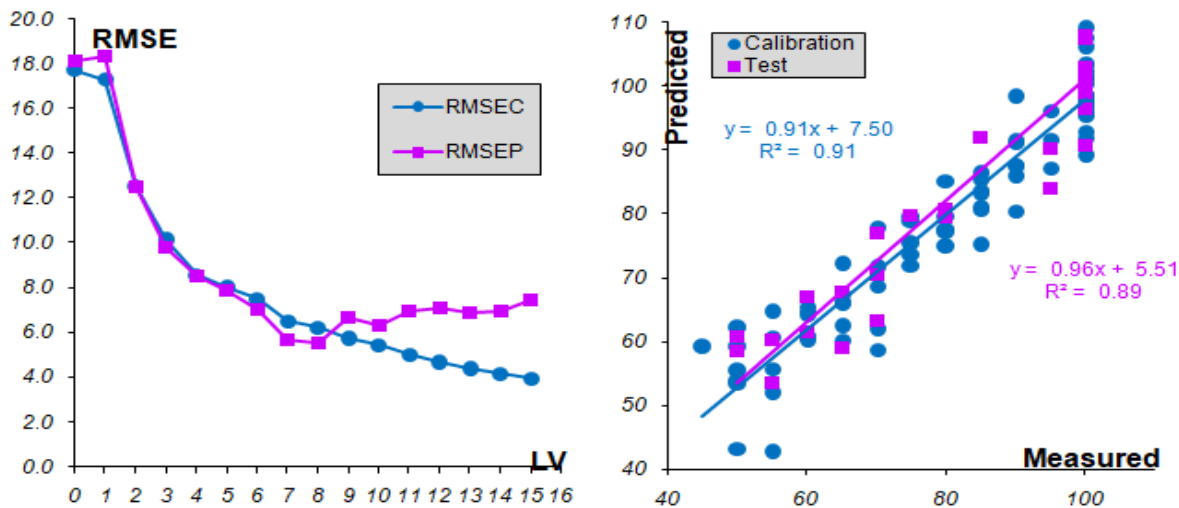 20.0
18.0
16.0
14.0
12.0
10.0
8.0
6.0
4.0
2.0
0.0
RMSE
RMSEC
RMSEP
LV
0 1 2 3 4 5 6 7 8 9 10 11 12 13 14 15 16
110
100
90
80
70
60
50
40
Predicted
Calibration
Test
y = 0.91x + 7.50
R² = 0.91
y = 0.96x + 5.51
R² = 0.89
Measured
40 60 80 100